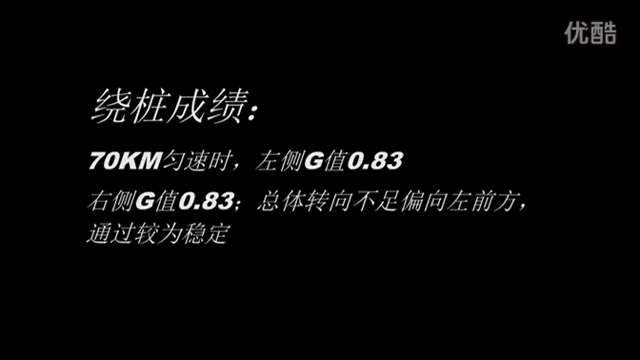 优酷
绕桩成绩：
70KM匀速时，左侧G值0.83
右侧G值0.83；总体转向不足偏向左前方，
通过较为稳定